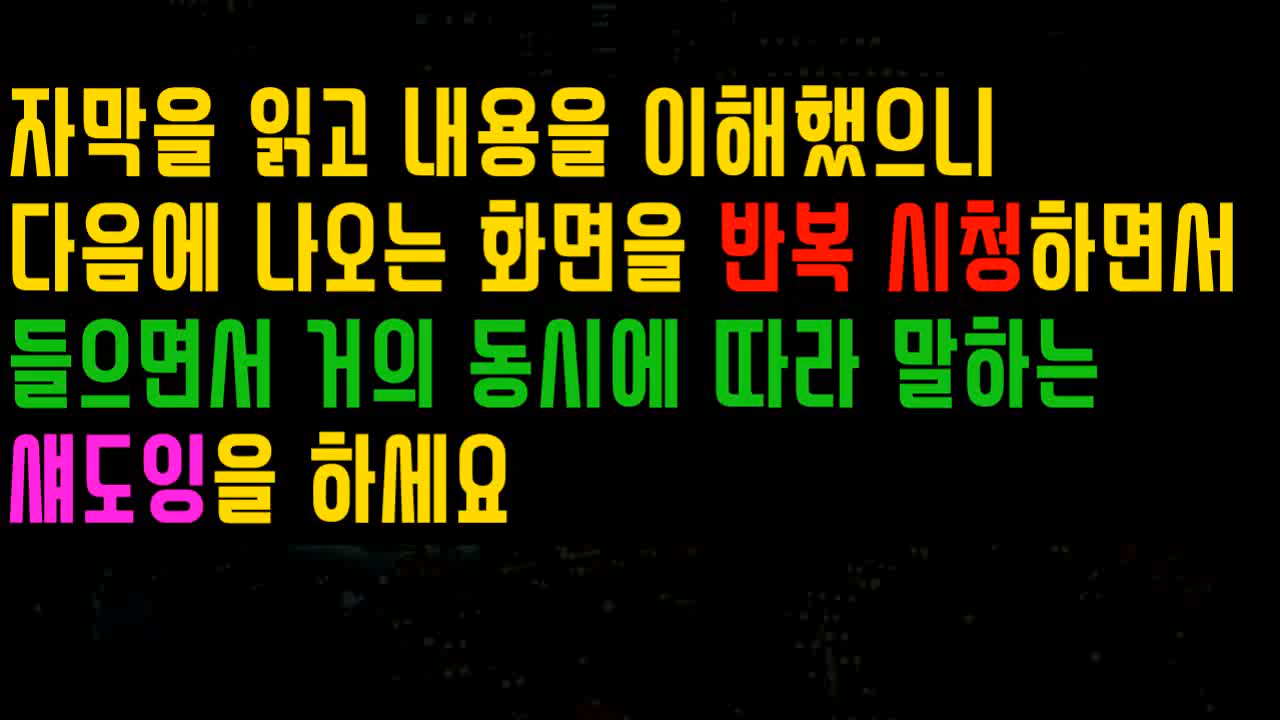 자막을 읽고 내용을 이해했으니
다음에 나오는 화면을 반복 시청하면서
들으면서 거의 동시에 따라 말하는
섀도잉을 하세요